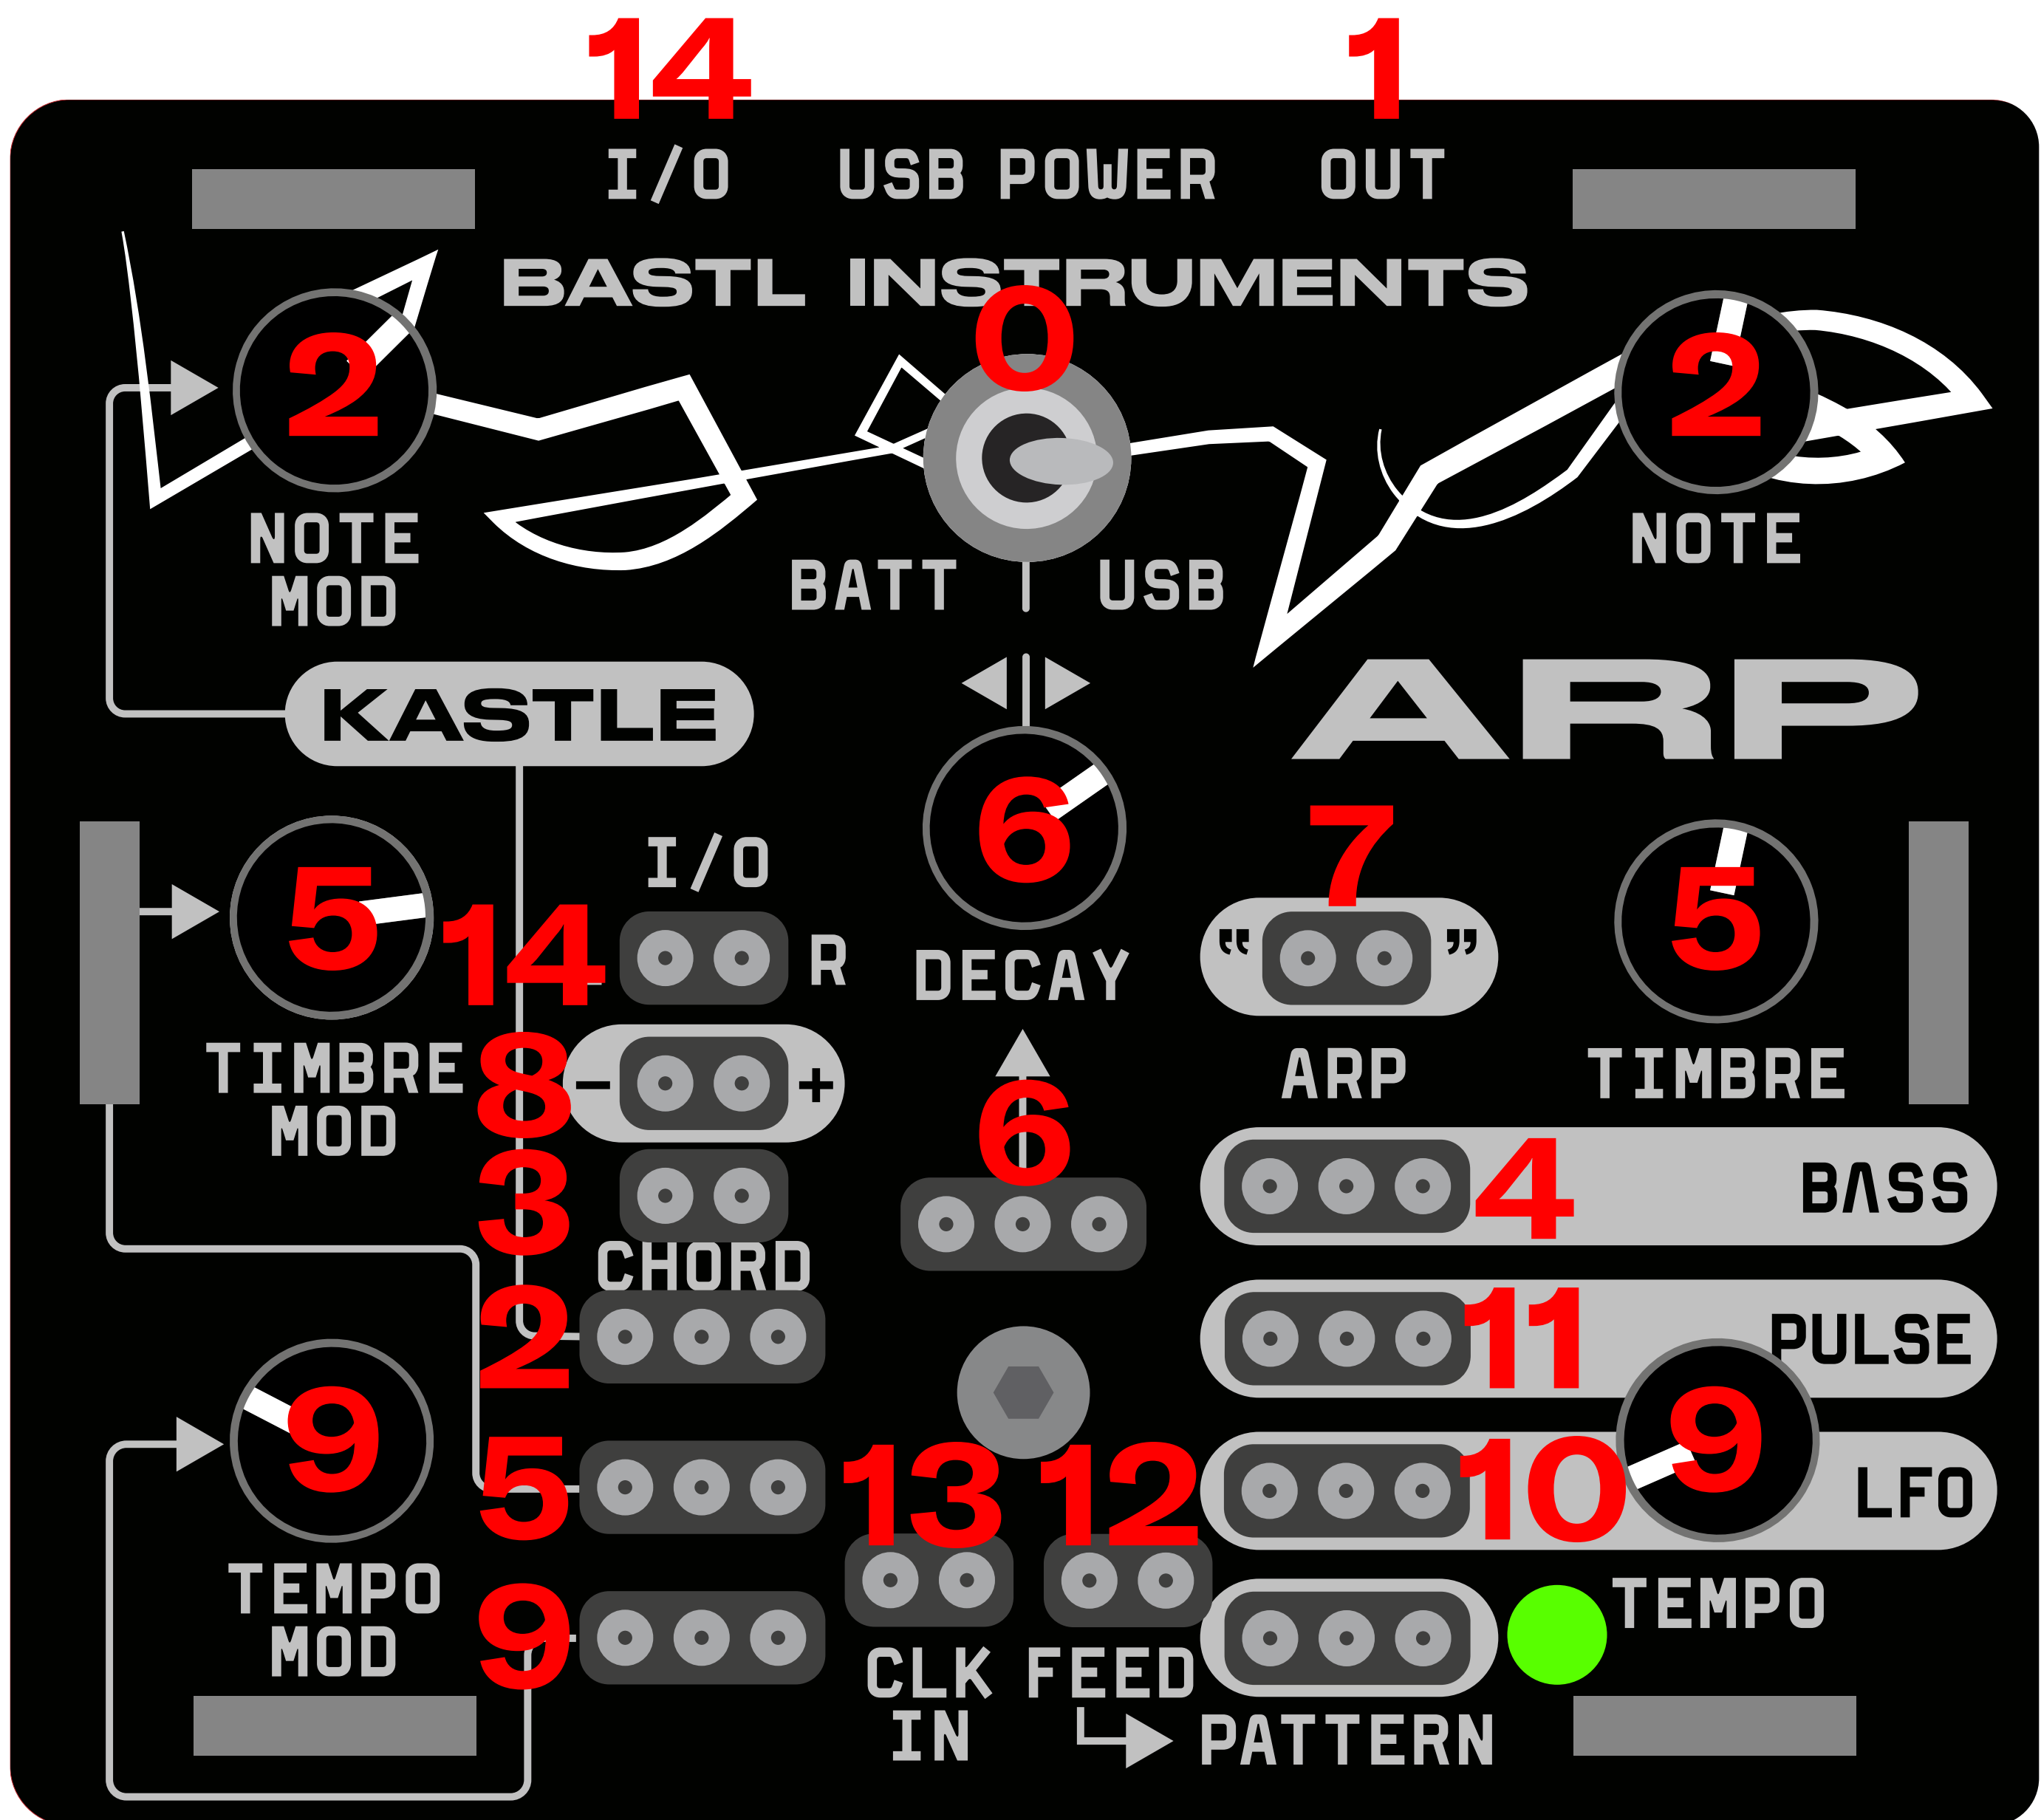 14 1
I/O USB POWER OUT
BASTL INSTRUMENTS
0
2 2
NOTE
MOD
BATT USB
NOTE
KASTLE
ARP
6
7
5 5
I/O
14 R
DECAY
" "
TIMBRE
MOD
ARP
TIMBRE
8 - +
6
3
4 BASS
CHORD
2
11 PULSE
9 9
5
13 12
10 LFO
TEMPO
MOD
TEMPO
9
CLK
IN
FEED
PATTERN